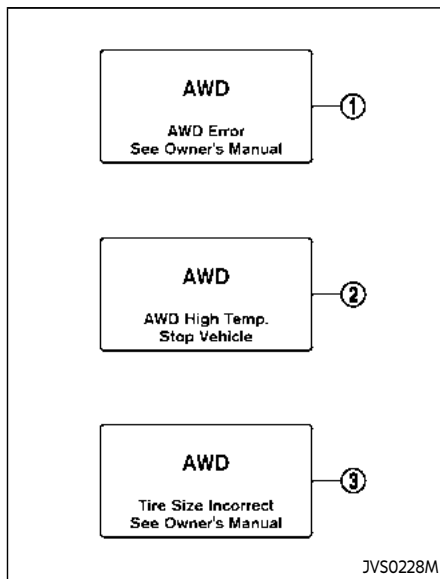 AWD
AWD Error
See Owner's Manual
①
AWD
AWD High Temp.
Stop Vehicle
②
AWD
Tire Size Incorrect
See Owner's Manual
③
JVS0228M